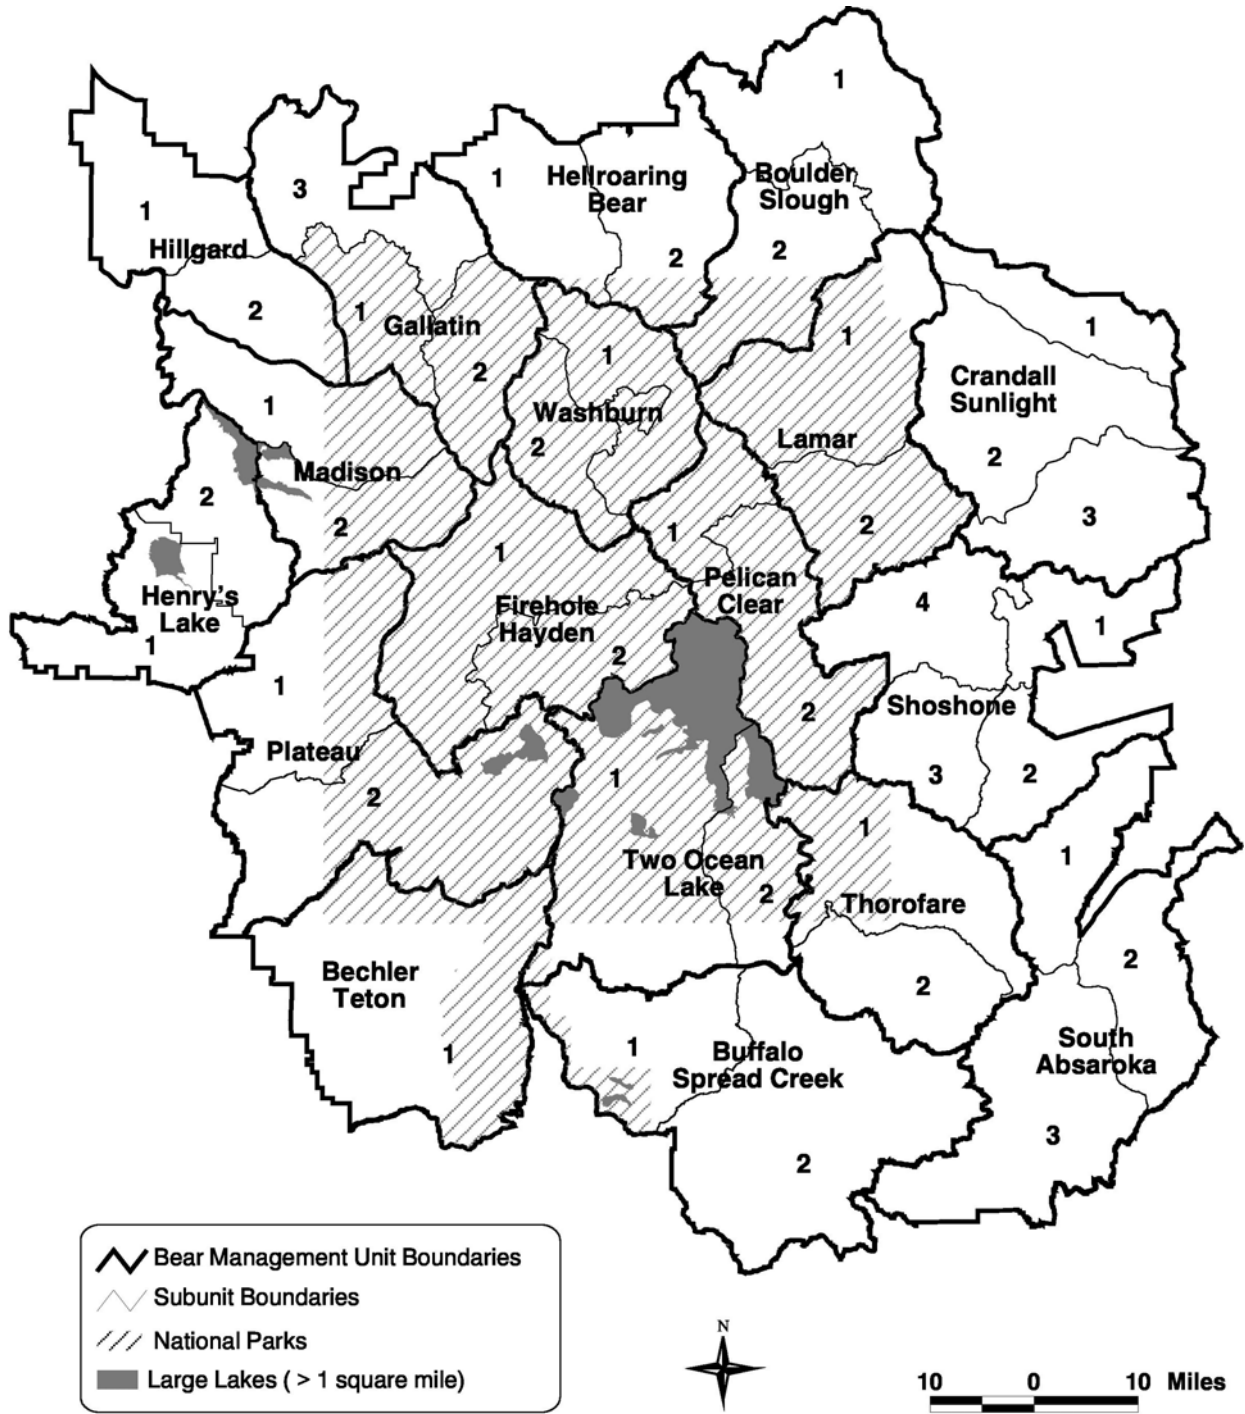 1
3
1
Hellroaring
Bear
2
1
Boulder
Slough
2
1
Hillgard
2
1
Gallatin
2
1
Washburn
2
1
Lamar
2
1
Crandall
Sunlight
2
3
1
Madison
2
2
Henry's
Lake
1
1
Firehole
Hayden
2
1
Pelican
Clear
2
4
1
Shoshone
3
2
1
Plateau
2
1
Two Ocean
Lake
2
1
Thorofare
2
1
2
South
Absaroka
3
Bechler
Teton
1
1
Buffalo
Spread Creek
2
Bear Management Unit Boundaries
Subunit Boundaries
National Parks
Large Lakes ( > 1 square mile)
N
10 0 10 Miles